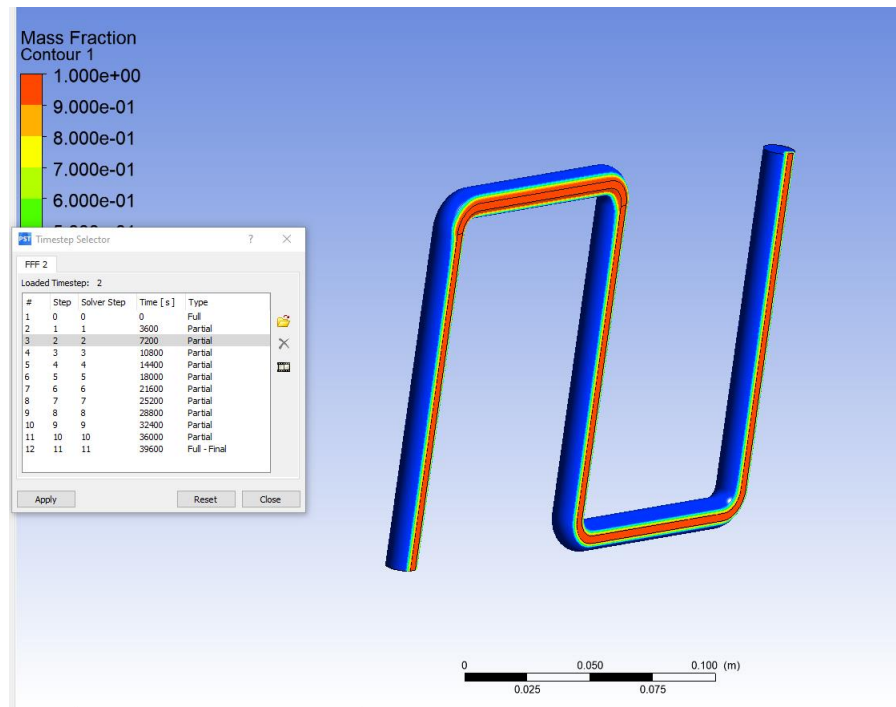 Mass Fraction
Contour 1
1.000e+00
9.000e-01
8.000e-01
7.000e-01
6.000e-01
PST Timestep Selector ? ×
FFF 2
Loaded Timestep: 2
# Step Solver Step Time [ s ] Type
1 0 0 0 Full
2 1 1 3600 Partial
3 2 2 7200 Partial
4 3 3 10800 Partial
5 4 4 14400 Partial
6 5 5 18000 Partial
7 6 6 21600 Partial
8 7 7 25200 Partial
9 8 8 28800 Partial
10 9 9 32400 Partial
11 10 10 36000 Partial
12 11 11 39600 Full - Final
Apply Reset Close
0 0.050 0.100 (m)
0.025 0.075